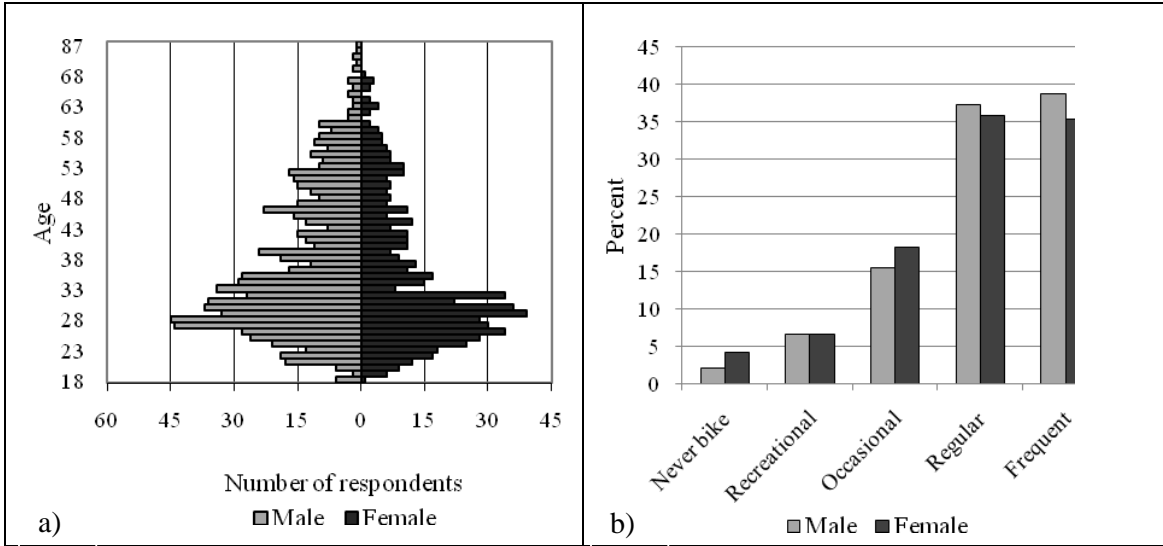 87
68
63
58
53
48
43
38
33
28
23
18
Age
60 45 30 15 0 15 30 45
Number of respondents
Male Female
a)
45
40
35
30
25
20
15
10
5
0
Percent
Never bike
Recreational
Occasional
Regular
Frequent
Male Female
b)